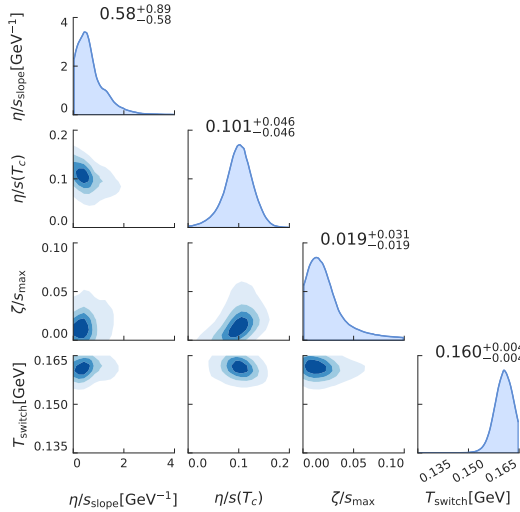 0.58+0.89−0.58
η/sslope[GeV−1]
4
2
0
0.101+0.046−0.046
η/s(Tc)
0.2
0.1
0.0
0.019+0.031−0.019
ζ/smax
0.10
0.05
0.00
0.160+0.004−0.004
Tswitch[GeV]
0.165
0.150
0.135
0 2 4
0.0 0.1 0.2
0.00 0.05 0.10
0.135 0.150 0.165
η/sslope[GeV−1] η/s(Tc) ζ/smax Tswitch[GeV]